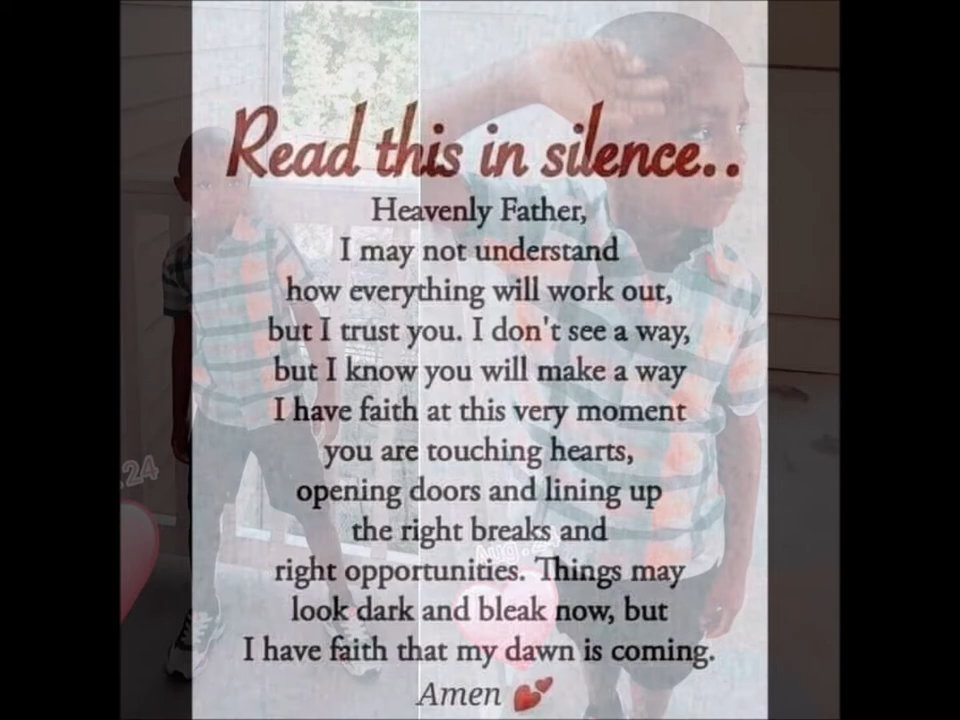 Read this in silence..
Heavenly Father,
I may not understand
how everything will work out,
but I trust you. I don't see a way,
but I know you will make a way
I have faith at this very moment
you are touching hearts,
opening doors and lining up
the right breaks and
right opportunities. Things may
look dark and bleak now, but
I have faith that my dawn is coming.
Amen 💕
.24
Aug.24